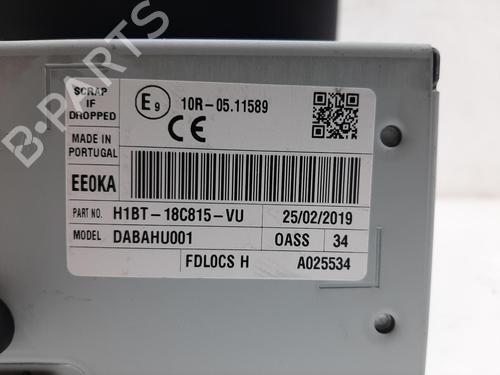 B-PARTS
SCRAP
IF
DROPPED
E9
10R-05.11589
CE
MADE IN
PORTUGAL
EE0KA
PART NO. H1BT-18C815-VU 25/02/2019
MODEL DABAHU001 OASS 34
FDLOCS H A025534